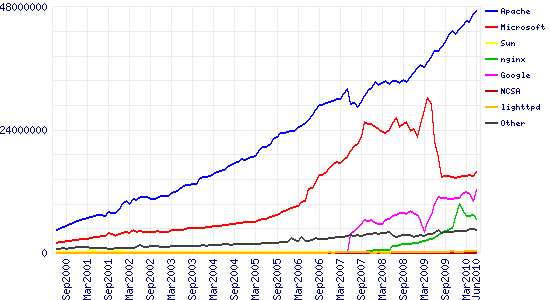 48000000
24000000
0
Apache
Microsoft
Sun
nginx
Google
NCSA
lighttpd
Other
Sep2000
Mar2001
Sep2001
Mar2002
Sep2002
Mar2003
Sep2003
Mar2004
Sep2004
Mar2005
Sep2005
Mar2006
Sep2006
Mar2007
Sep2007
Mar2008
Sep2008
Mar2009
Sep2009
Mar2010
Jun2010